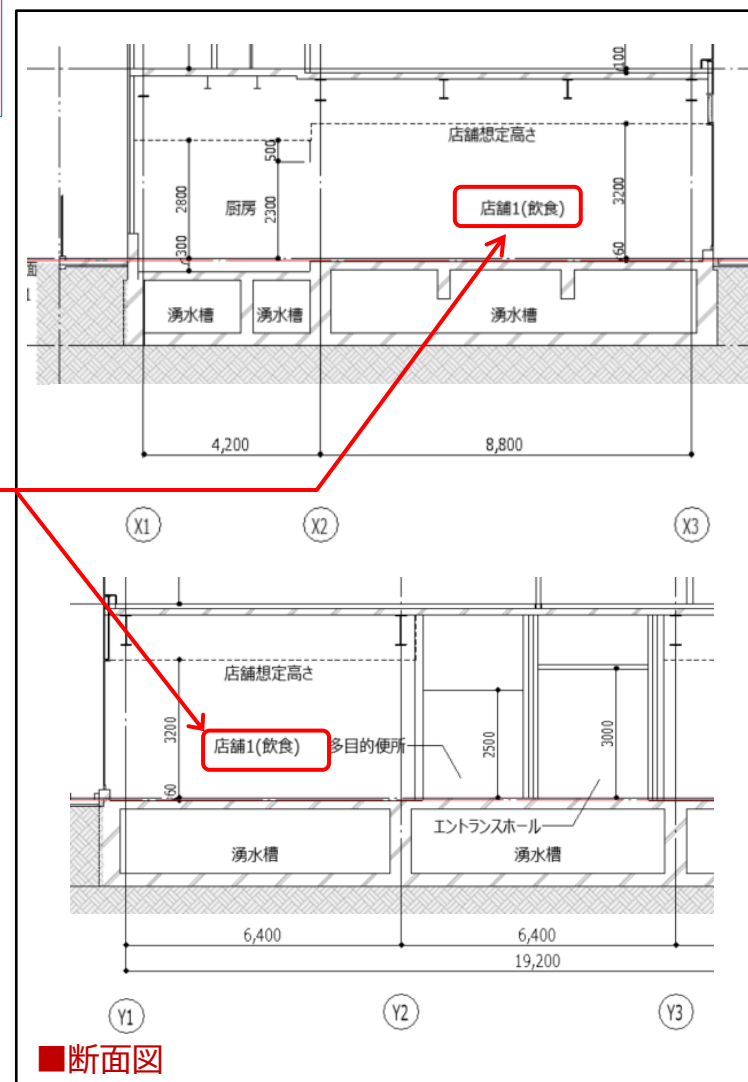 100
店舗想定高さ
500
2800
厨房
2300
店舗1(飲食)
3200
300
60
湧水槽
湧水槽
湧水槽
4,200
8,800
X1
X2
X3
店舗想定高さ
3200
店舗1(飲食)
多目的便所
2500
3000
60
エントランスホール
湧水槽
湧水槽
6,400
6,400
19,200
Y1
Y2
Y3
■断面図